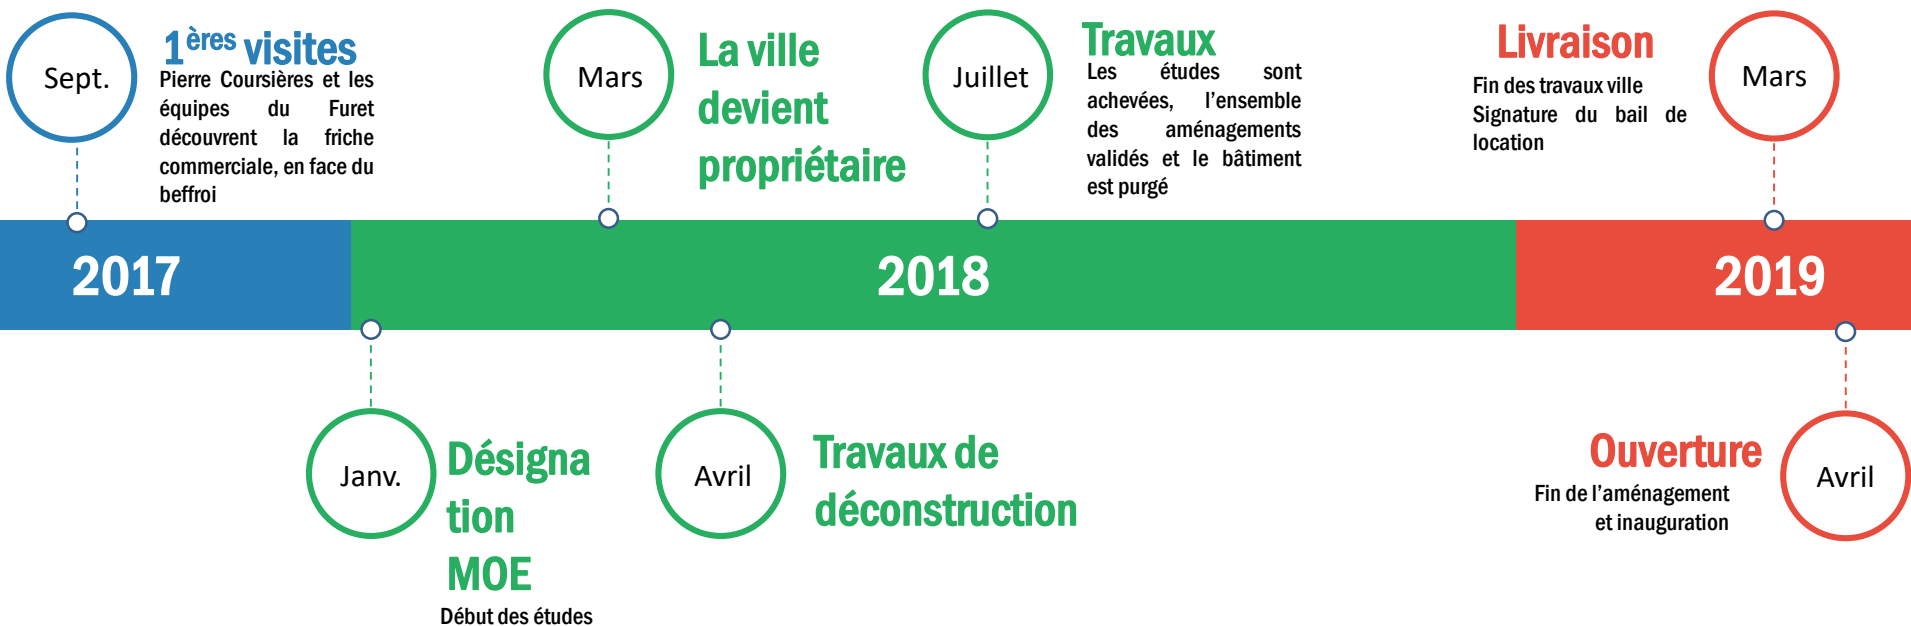 Sept.
1ères visites
Pierre Coursières et les
équipes du Furet
découvrent la friche
commerciale, en face du
beffroi
Mars
La ville
devient
propriétaire
Juillet
Travaux
Les études sont
achevées, l’ensemble
des aménagements
validés et le bâtiment
est purgé
Livraison
Fin des travaux ville
Signature du bail de
location
Mars
2017
2018
2019
Janv.
Désigna
tion
MOE
Début des études
Avril
Travaux de
déconstruction
Ouverture
Fin de l’aménagement
et inauguration
Avril